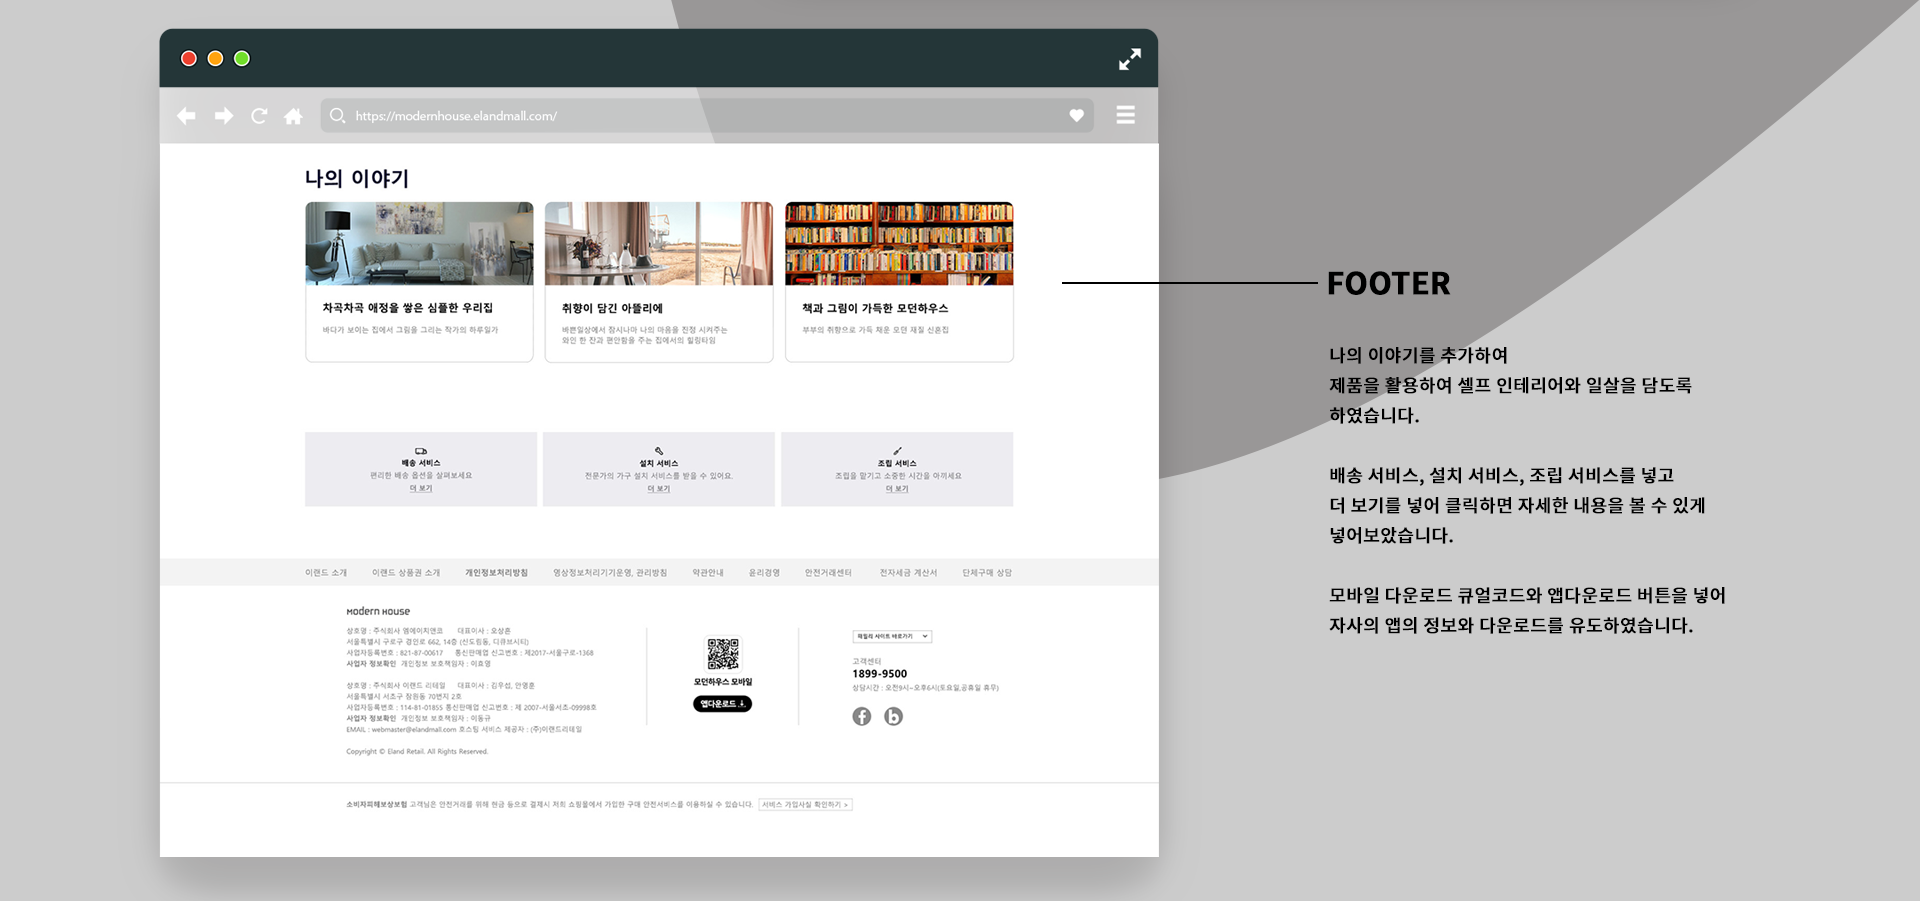 https://modernhouse.elandmall.com/
나의 이야기
차곡차곡 애정을 쌓은 심플한 우리집
바다가 보이는 집에서 그림을 그리는 작가의 하루일가
취향이 담긴 아뜰리에
바쁜일상에서 잠시나마 나의 마음을 진정 시켜주는
와인 한 잔과 편안함을 주는 집에서의 힐링타임
책과 그림이 가득한 모던하우스
부부의 취향으로 가득 채운 모던 재질 신혼집
배송 서비스
편리한 배송 옵션을 살펴보세요
더 보기
설치 서비스
전문가의 가구 설치 서비스를 받을 수 있어요.
더 보기
조립 서비스
조립을 맡기고 소중한 시간을 아끼세요
더 보기
이랜드 소개 이랜드 상품권 소개 개인정보처리방침 영상정보처리기기운영, 관리방침 약관안내 윤리경영 안전거래센터 전자세금 계산서 단체구매 상담
Modern House
상호명 : 주식회사 엠에이치앤코 대표이사 : 오상흔
서울특별시 구로구 경인로 662, 14층 (신도림동, 디큐브시티)
사업자등록번호 : 821-87-00617 통신판매업 신고번호 : 제2017-서울구로-1368
사업자 정보확인 개인정보 보호책임자 : 이효영
상호명 : 주식회사 이랜드 리테일 대표이사 : 김우섭, 안영훈
서울특별시 서초구 잠원동 70번지 2호
사업자등록번호 : 114-81-01855 통신판매업 신고번호 : 제 2007-서울서초-09998호
사업자 정보확인 개인정보 보호책임자 : 이동규
EMAIL : webmaster@elandmall.com 호스팅 서비스 제공자 : (주)이랜드리테일
Copyright © Eland Retail. All Rights Reserved.
모던하우스 모바일
앱다운로드
패밀리 사이트 바로가기
고객센터
1899-9500
상담시간 : 오전9시~오후6시(토요일,공휴일 휴무)
소비자피해보상보험 고객님은 안전거래를 위해 현금 등으로 결제시 저희 쇼핑몰에서 가입한 구매 안전서비스를 이용하실 수 있습니다.
서비스 가입사실 확인하기 >
FOOTER
나의 이야기를 추가하여
제품을 활용하여 셀프 인테리어와 일살을 담도록
하였습니다.
배송 서비스, 설치 서비스, 조립 서비스를 넣고
더 보기를 넣어 클릭하면 자세한 내용을 볼 수 있게
넣어보았습니다.
모바일 다운로드 큐얼코드와 앱다운로드 버튼을 넣어
자사의 앱의 정보와 다운로드를 유도하였습니다.